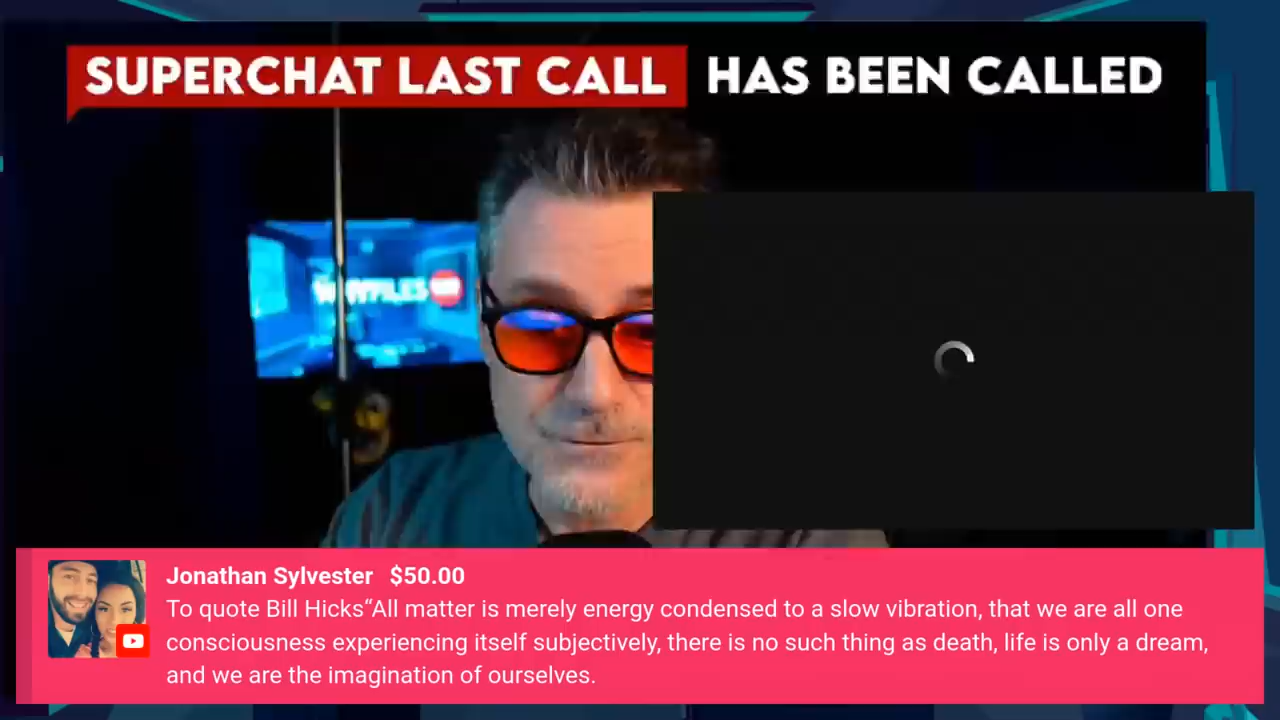 SUPERCHAT LAST CALL HAS BEEN CALLED
Jonathan Sylvester $50.00
To quote Bill Hicks“All matter is merely energy condensed to a slow vibration, that we are all one
consciousness experiencing itself subjectively, there is no such thing as death, life is only a dream,
and we are the imagination of ourselves.